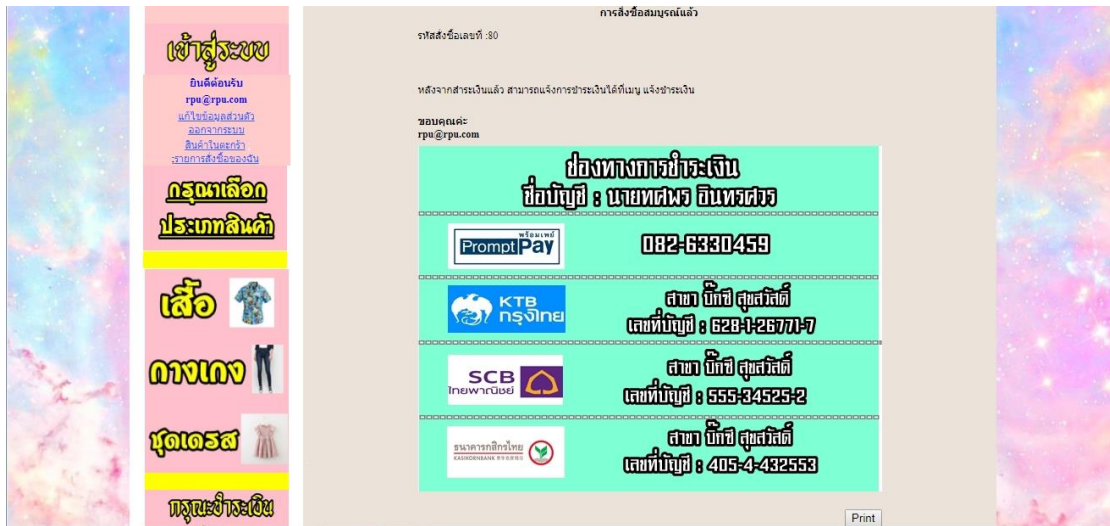 เข้าสู่ระบบ
ยินดีต้อนรับ
rpu@rpu.com
แก้ไขข้อมูลส่วนตัว
ออกจากระบบ
สินค้าในตะกร้า
:รายการสั่งซื้อของฉัน
กรุณาเลือก
ประเภทสินค้า
เสื้อ
กางเกง
ชุดเดรส
กรุณะชำระเงิน
การสั่งซื้อสมบูรณ์แล้ว
รหัสสั่งซื้อเลขที่ :80
หลังจากสำระเงินแล้ว สามารถแจ้งการชำระเงินได้ที่เมนู แจ้งชำระเงิน
ขอบคุณค่ะ
rpu@rpu.com
ช่องทางการชำระเงิน
ชื่อบัญชี : นายทศพร อินทรศวร
พร้อมเพย์
PromptPay
082-6330459
KTB
กรุงไทย
สาขา บิ๊กซี สุขสวัสดิ์
เลขที่บัญชี : 628-1-26771-7
SCB
ไทยพาณิชย์
สาขา บิ๊กซี สุขสวัสดิ์
เลขที่บัญชี : 555-34525-2
ธนาคารกสิกรไทย
KASIKORNBANK
สาขา บิ๊กซี สุขสวัสดิ์
เลขที่บัญชี : 405-4-432553
Print